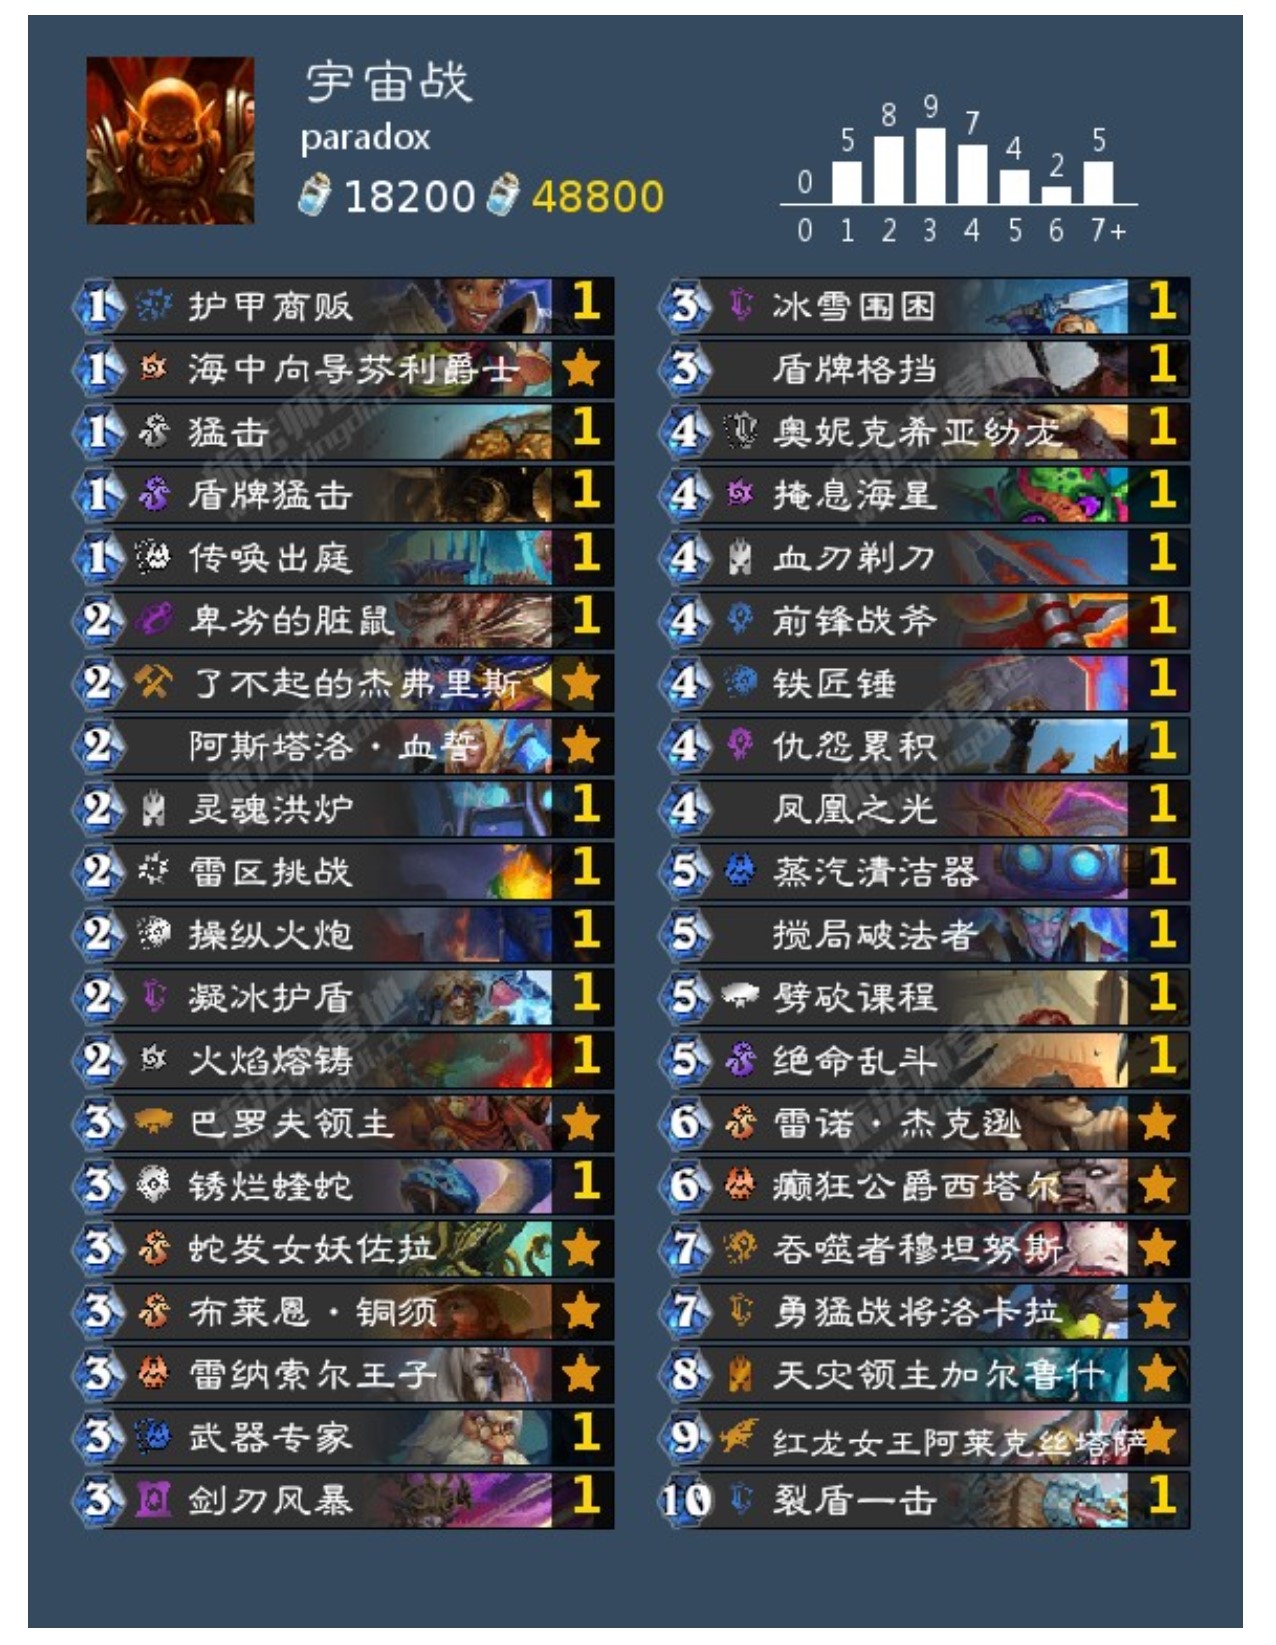 宇宙战
paradox
18200 48800
0 5 8 9 7 4 2 5
0 1 2 3 4 5 6 7+
1 护甲商贩 1
1 海中向导芬利爵士
1 猛击 1
1 盾牌猛击 1
1 传唤出庭 1
2 卑劣的脏鼠 1
2 了不起的杰弗里斯
2 阿斯塔洛·血誓
2 灵魂洪炉 1
2 雷区挑战 1
2 操纵火炮 1
2 凝冰护盾 1
2 火焰熔铸 1
3 巴罗夫领主
3 锈烂蝰蛇 1
3 蛇发女妖佐拉
3 布莱恩·铜须
3 雷纳索尔王子
3 武器专家 1
3 剑刃风暴 1
3 冰雪围困 1
3 盾牌格挡 1
4 奥妮克希亚幼龙 1
4 掩息海星 1
4 血刃剃刀 1
4 前锋战斧 1
4 铁匠锤 1
4 仇怨累积 1
4 凤凰之光 1
5 蒸汽清洁器 1
5 搅局破法者 1
5 劈砍课程 1
5 绝命乱斗 1
6 雷诺·杰克逊
6 癫狂公爵西塔尔
7 吞噬者穆坦努斯
7 勇猛战将洛卡拉
8 天灾领主加尔鲁什
9 红龙女王阿莱克丝塔萨
10 裂盾一击 1